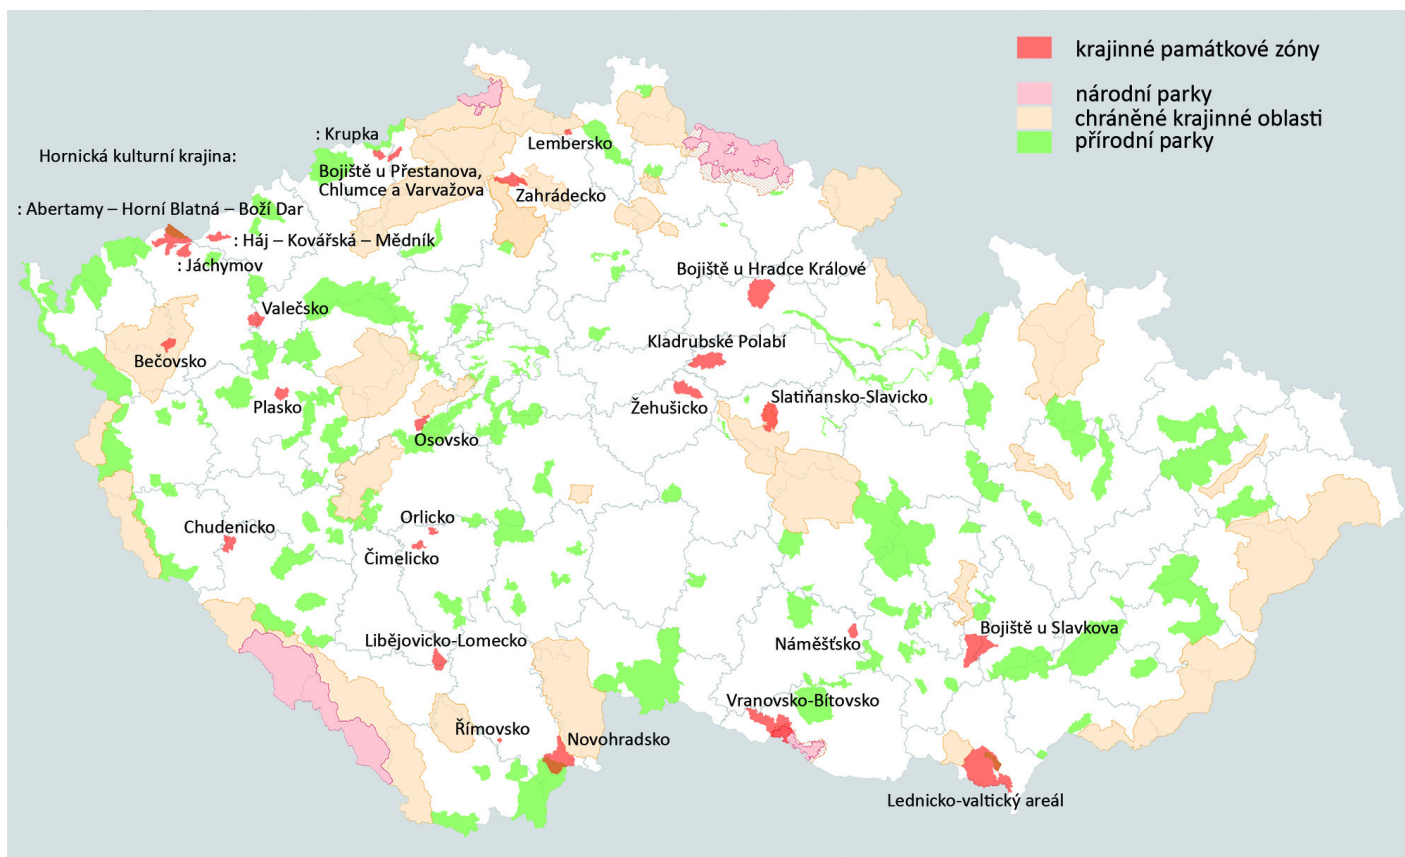 krajinné památkové zóny
národní parky
chráněné krajinné oblasti
přírodní parky
: Krupka
Lembersko
Hornická kulturní krajina:
Bojiště u Přestanova,
Chlumce a Varvažova
Zahrádecko
: Abertamy – Horní Blatná – Boží Dar
: Háj – Kovářská – Mědník
: Jáchymov
Bojiště u Hradce Králové
Valečsko
Kladrubské Polabí
Bečovsko
Plasko
Žehušicko
Slatiňansko-Slavicko
Osovsko
Orlicko
Chudenicko
Čimelicko
Bojiště u Slavkova
Libějovicko-Lomecko
Náměšťsko
Vranovsko-Bítovsko
Římovsko
Novohradsko
Lednicko-valtický areál